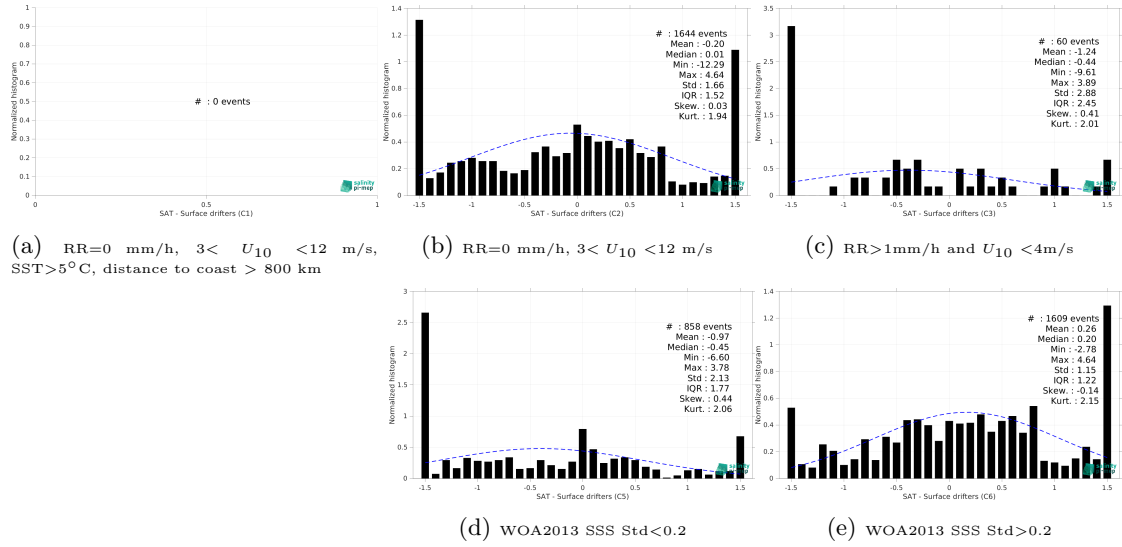 1
0.9
0.8
0.7
0.6
0.5
0.4
0.3
0.2
0.1
0
0 0.5 1
Normalized histogram
# : 0 events
salinity
pi-mep
SAT - Surface drifters (C1)
(a) RR=0 mm/h, 3< U10 <12 m/s,
SST>5°C, distance to coast > 800 km
1.4
1.2
1
0.8
0.6
0.4
0.2
0
-1.5 -1 -0.5 0 0.5 1 1.5
Normalized histogram
# : 1644 events
Mean : -0.20
Median : 0.01
Min : -12.29
Max : 4.64
Std : 1.66
IQR : 1.52
Skew. : 0.03
Kurt. : 1.94
salinity
pi-mep
SAT - Surface drifters (C2)
(b) RR=0 mm/h, 3< U10 <12 m/s
3.5
3
2.5
2
1.5
1
0.5
0
-1.5 -1 -0.5 0 0.5 1 1.5
Normalized histogram
# : 60 events
Mean : -1.24
Median : -0.44
Min : -9.61
Max : 3.89
Std : 2.88
IQR : 2.45
Skew. : 0.41
Kurt. : 2.01
salinity
pi-mep
SAT - Surface drifters (C3)
(c) RR>1mm/h and U10 <4m/s
3
2.5
2
1.5
1
0.5
0
-1.5 -1 -0.5 0 0.5 1 1.5
Normalized histogram
# : 858 events
Mean : -0.97
Median : -0.45
Min : -6.60
Max : 3.78
Std : 2.13
IQR : 1.77
Skew. : 0.44
Kurt. : 2.06
salinity
pi-mep
SAT - Surface drifters (C5)
(d) WOA2013 SSS Std<0.2
1.4
1.2
1
0.8
0.6
0.4
0.2
0
-1.5 -1 -0.5 0 0.5 1 1.5
Normalized histogram
# : 1609 events
Mean : 0.26
Median : 0.20
Min : -2.78
Max : 4.64
Std : 1.15
IQR : 1.22
Skew. : -0.14
Kurt. : 2.15
salinity
pi-mep
SAT - Surface drifters (C6)
(e) WOA2013 SSS Std>0.2